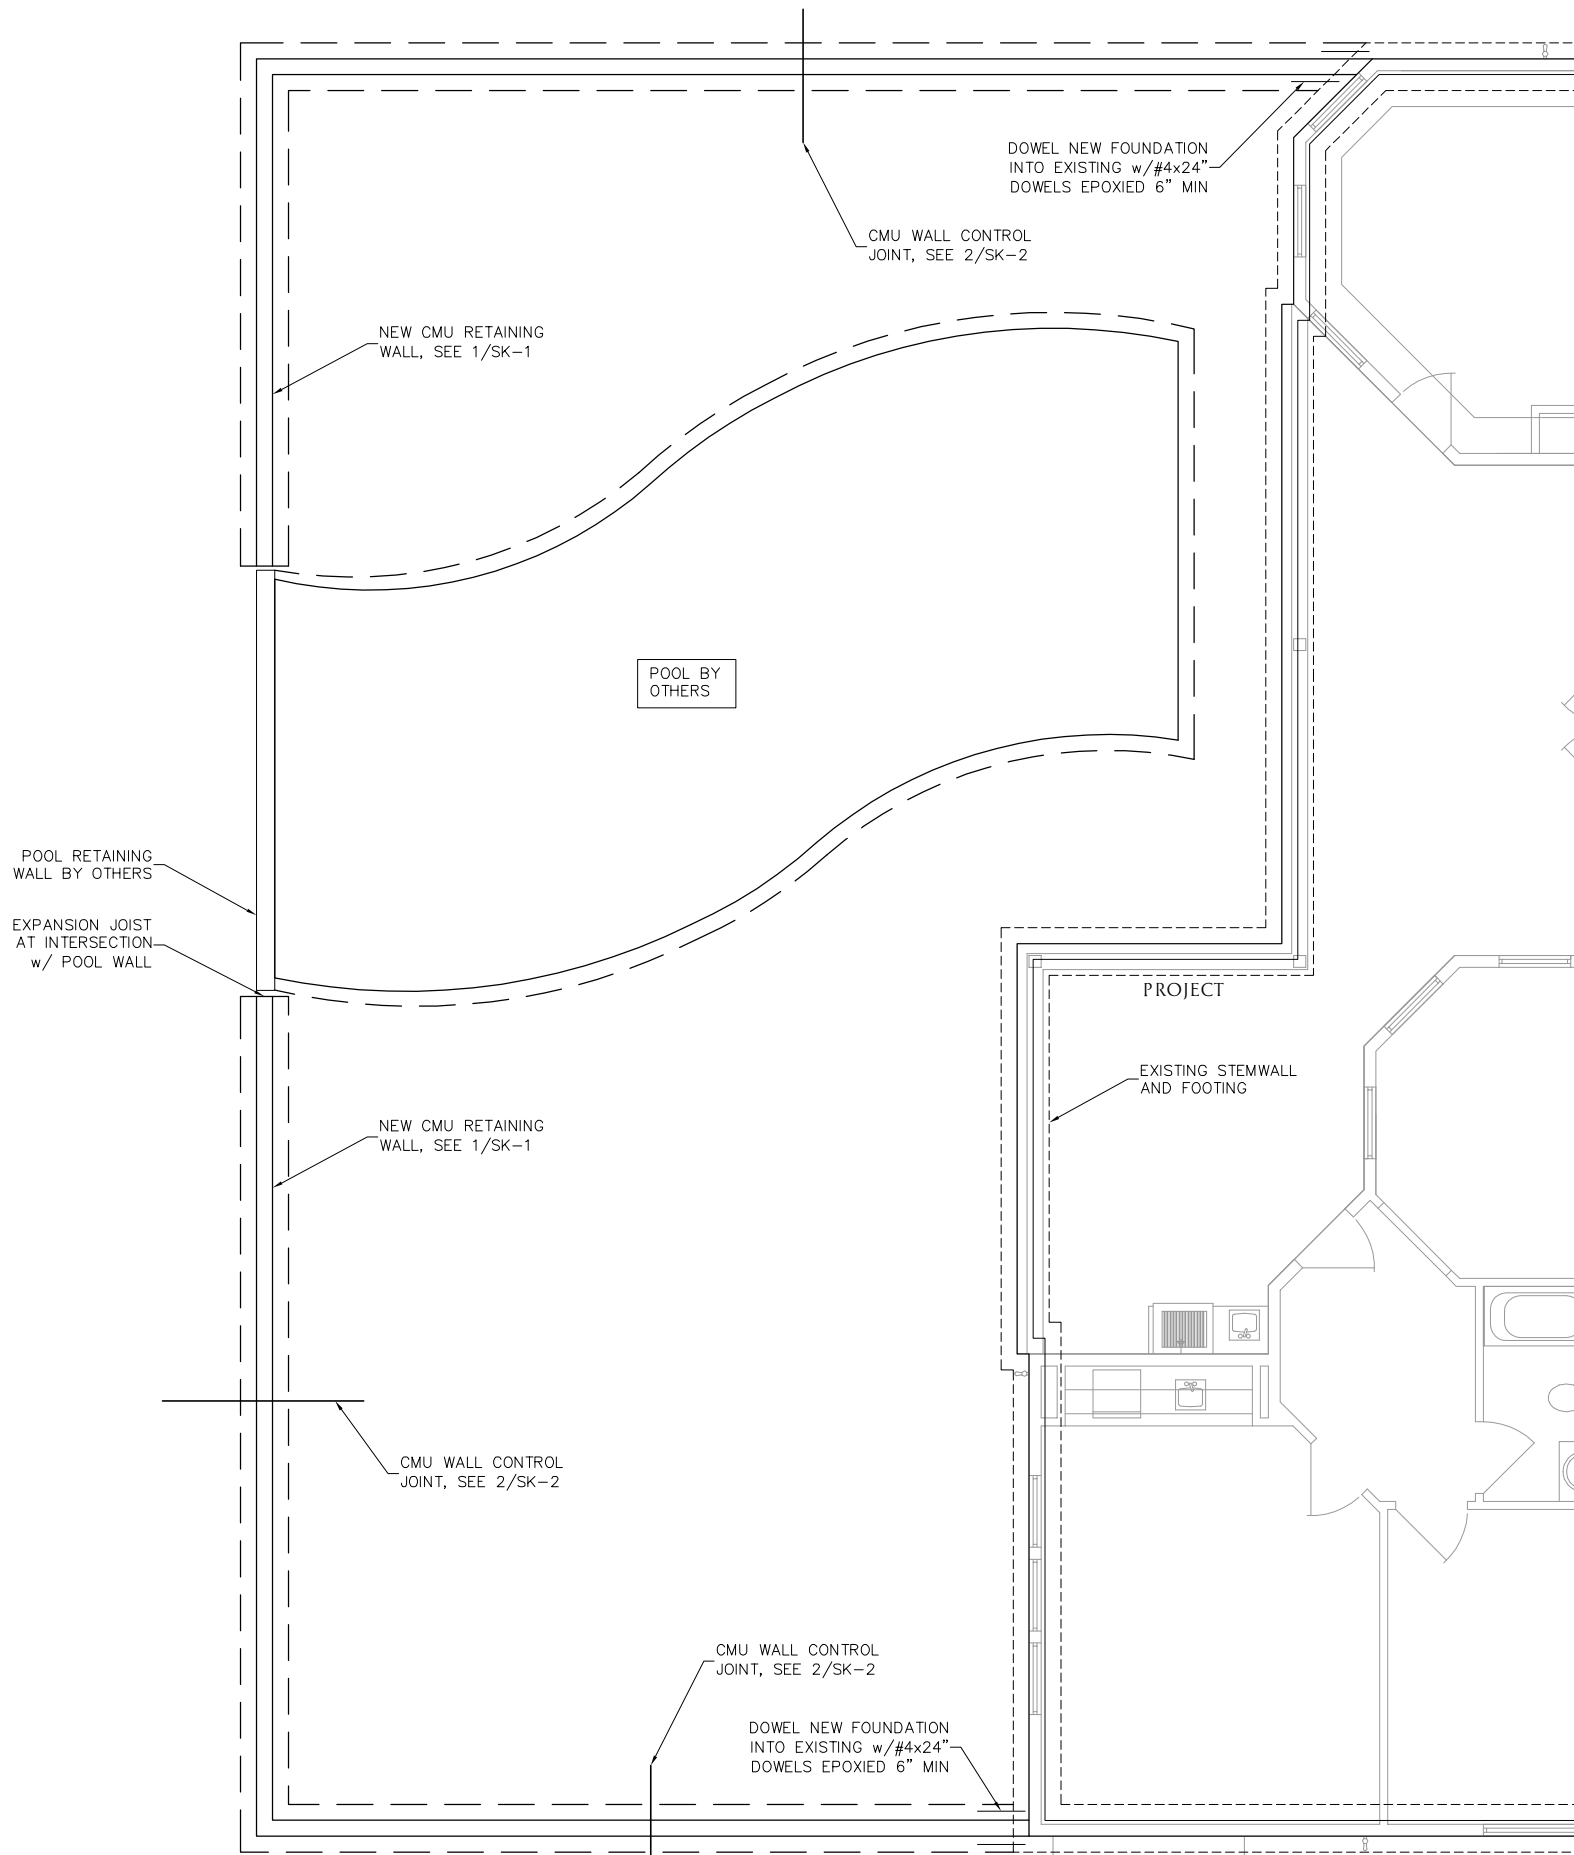 DOWEL NEW FOUNDATION
INTO EXISTING w/#4x24”
DOWELS EPOXIED 6” MIN
CMU WALL CONTROL
JOINT, SEE 2/SK-2
NEW CMU RETAINING
WALL, SEE 1/SK-1
POOL BY
OTHERS
POOL RETAINING
WALL BY OTHERS
EXPANSION JOIST
AT INTERSECTION
w/ POOL WALL
PROJECT
EXISTING STEMWALL
AND FOOTING
NEW CMU RETAINING
WALL, SEE 1/SK-1
CMU WALL CONTROL
JOINT, SEE 2/SK-2
CMU WALL CONTROL
JOINT, SEE 2/SK-2
DOWEL NEW FOUNDATION
INTO EXISTING w/#4x24”
DOWELS EPOXIED 6” MIN